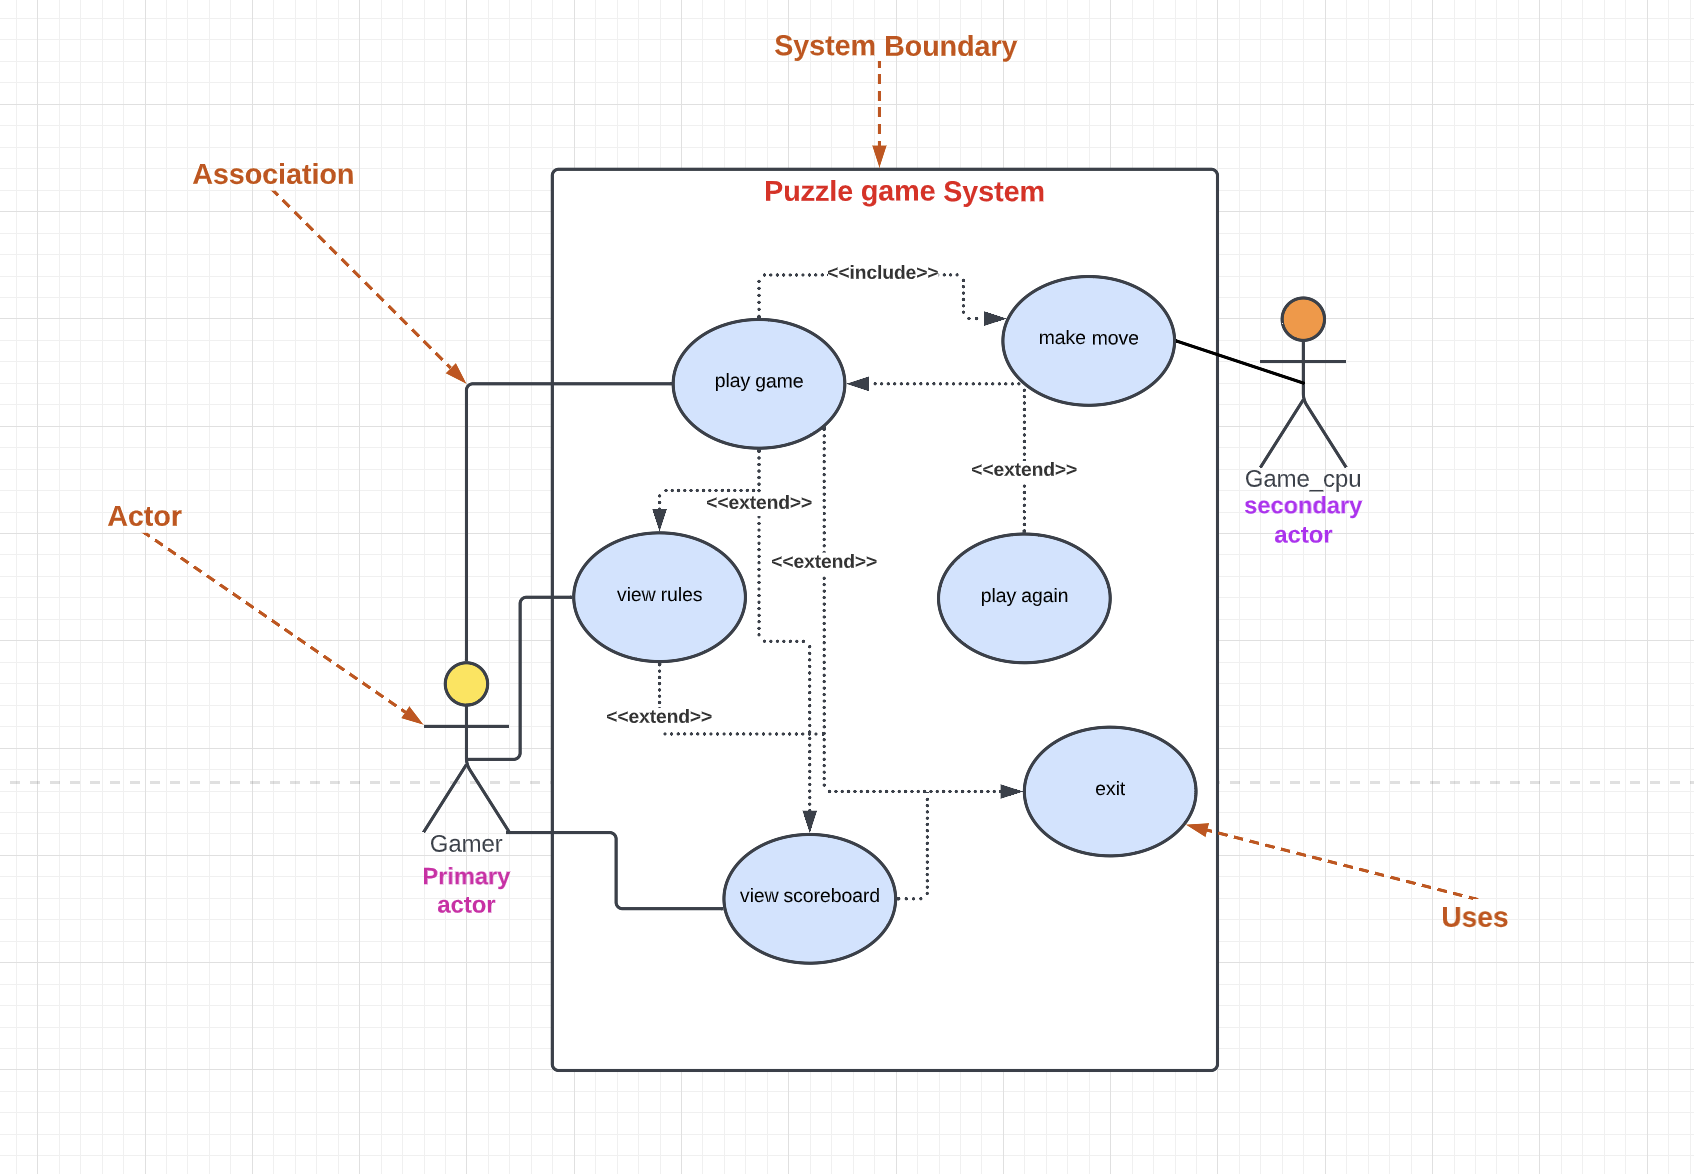 System Boundary
Association
Puzzle game System
<<include>>
make move
play game
<<extend>>
Game_cpu
secondary
actor
<<extend>>
Actor
<<extend>>
view rules
play again
<<extend>>
exit
Gamer
Primary
actor
view scoreboard
Uses